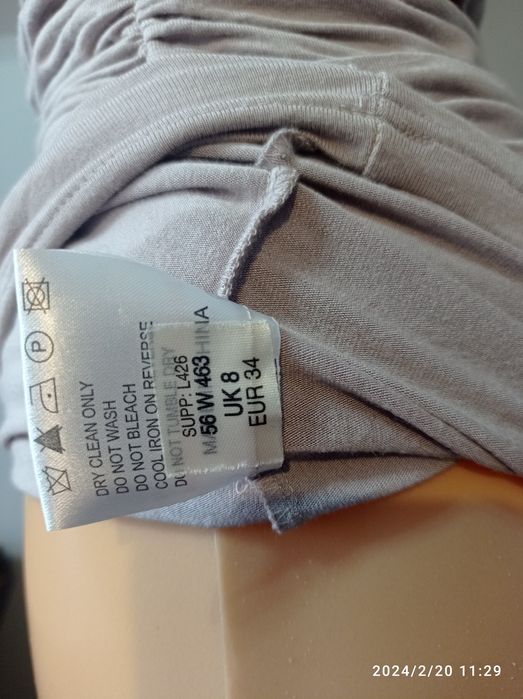 P
DRY CLEAN ONLY
DO NOT WASH
DO NOT BLEACH
COOL IRON ON REVERSE
DO NOT TUMBLE DRY
SUPP: L426
56 W 463
UK 8
EUR 34
2024/2/20 11:29